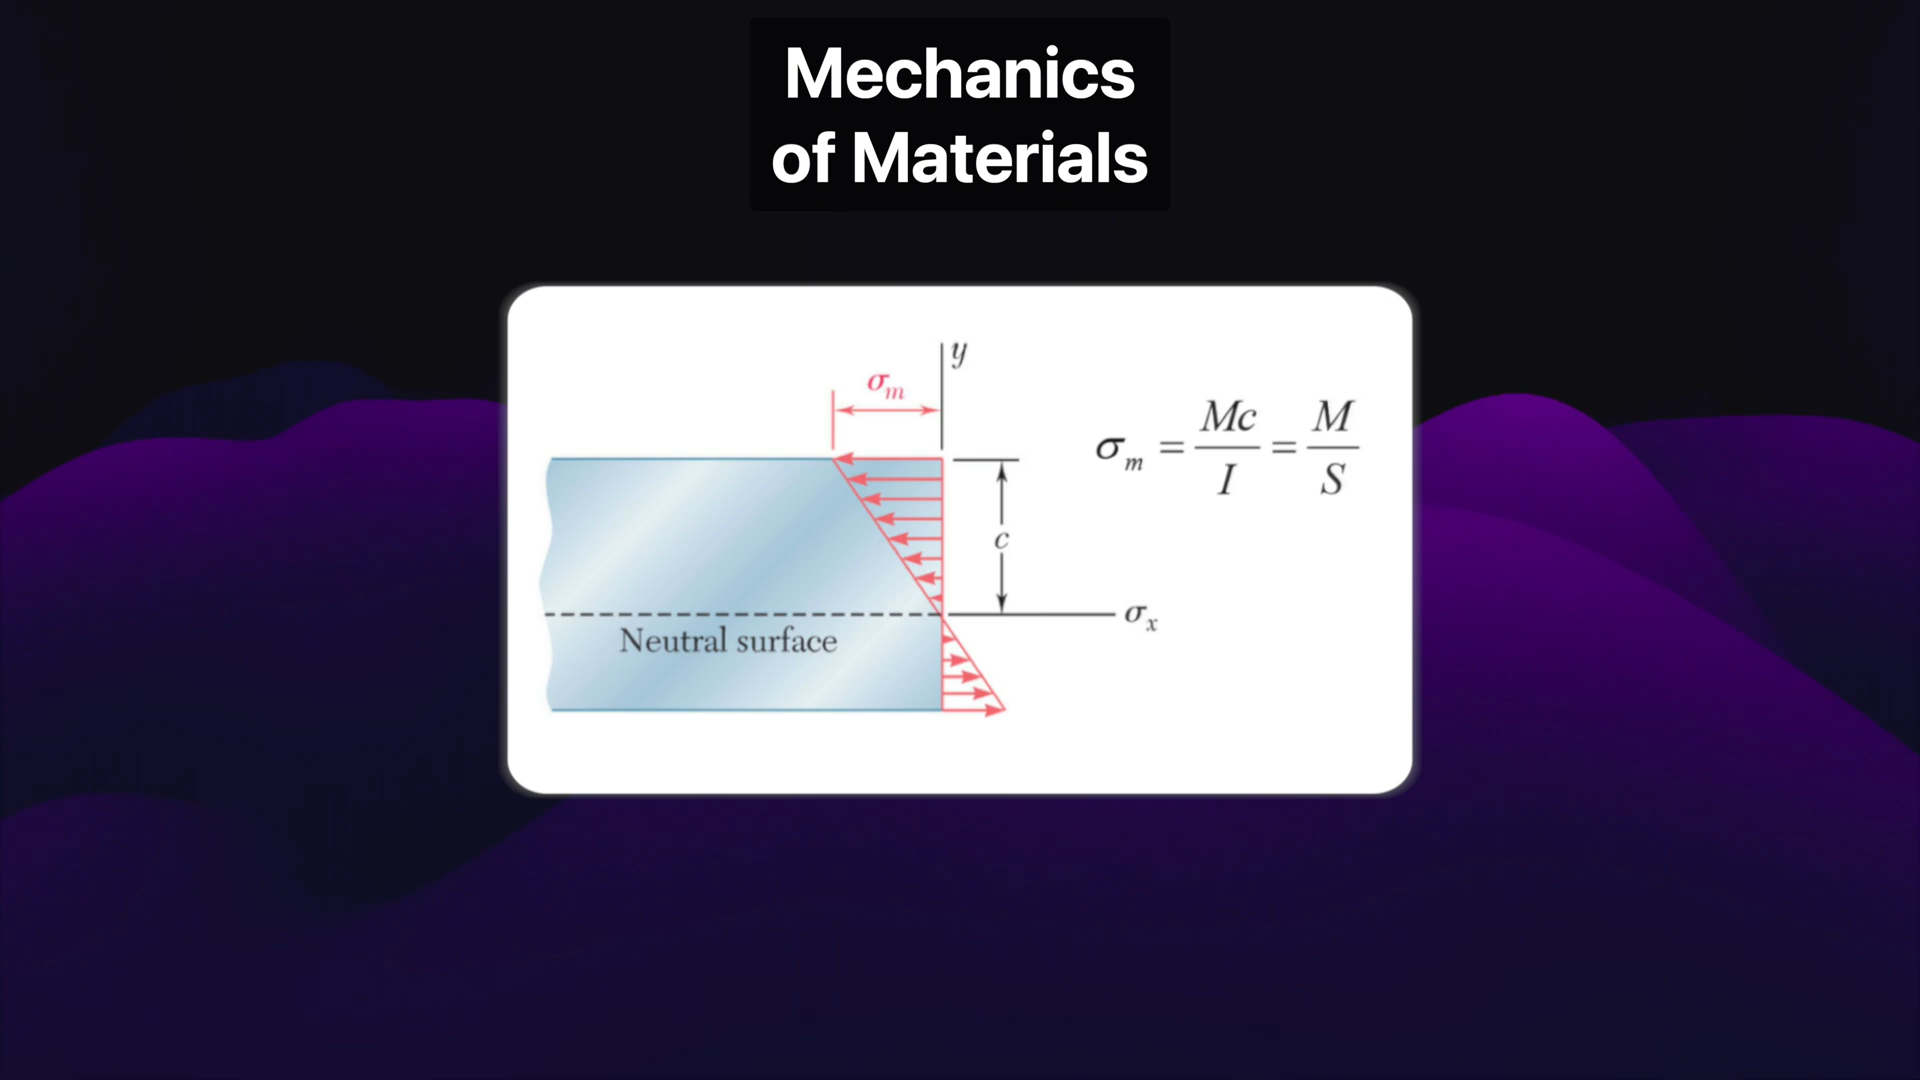 Mechanics
of Materials
y
σm
σm = Mc/I = M/S
c
σx
Neutral surface